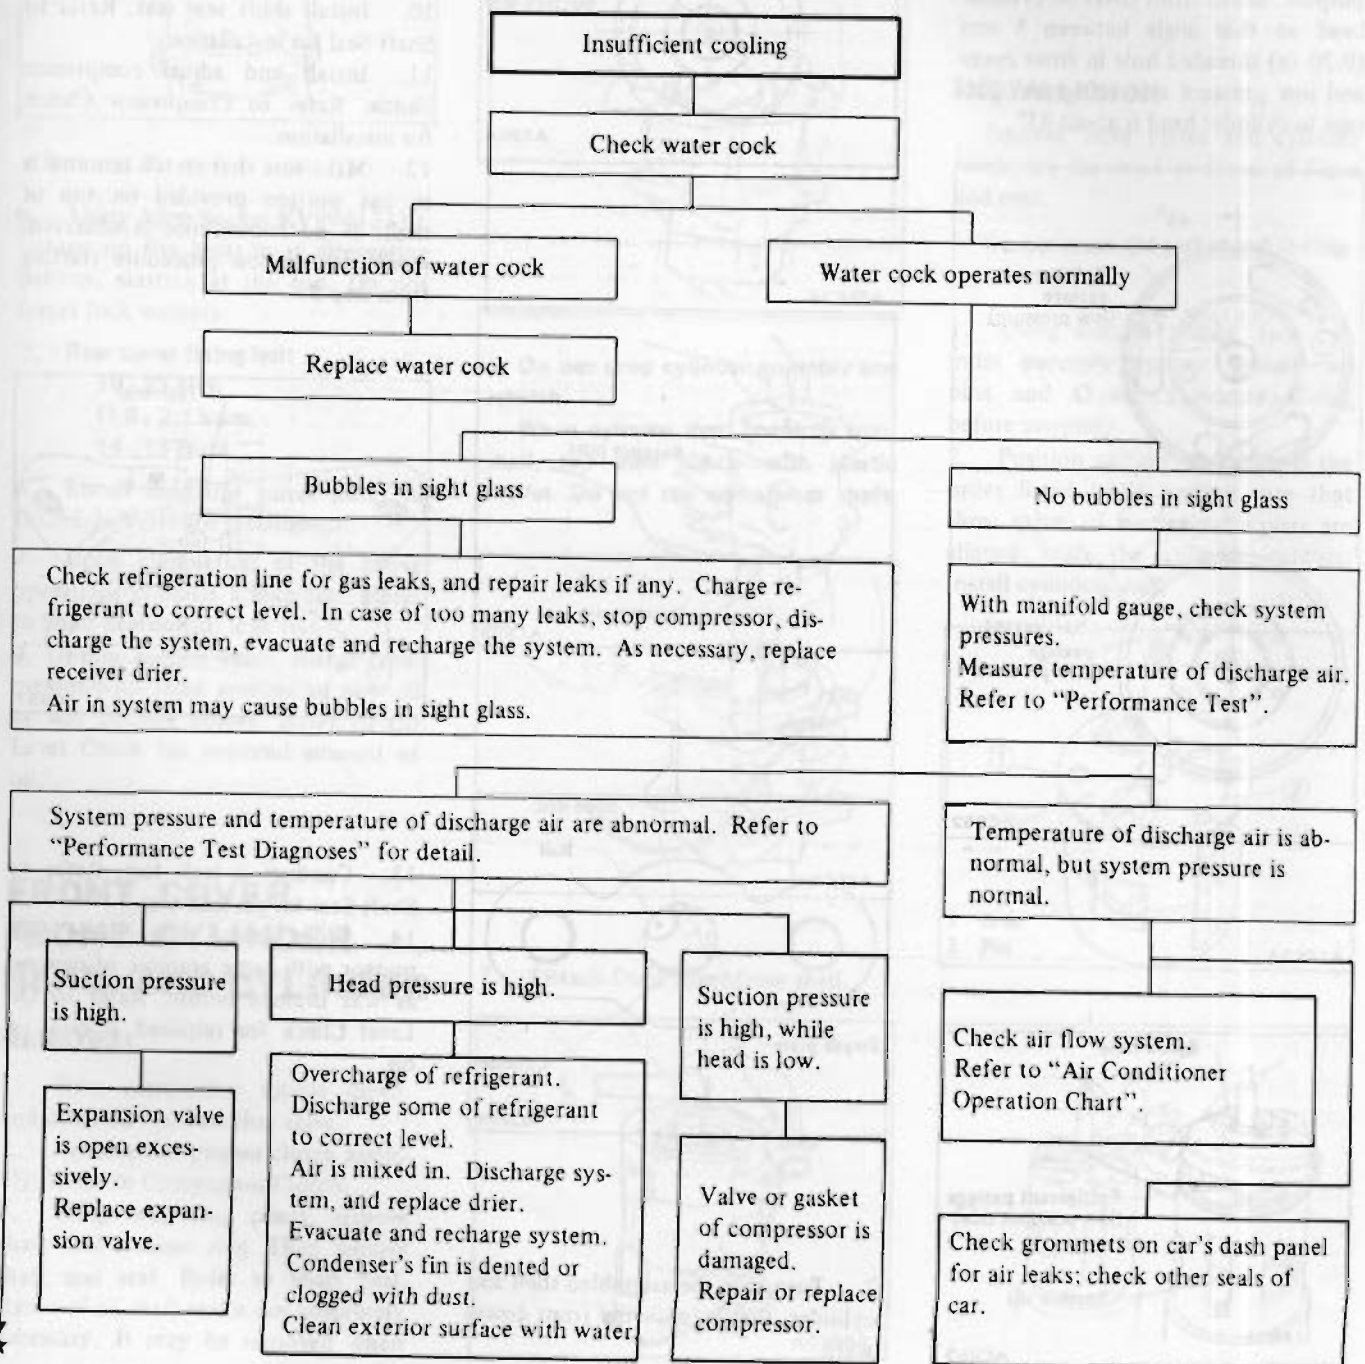 Insufficient cooling
Check water cock
Malfunction of water cock
Water cock operates normally
Replace water cock
Bubbles in sight glass
No bubbles in sight glass
Check refrigeration line for gas leaks, and repair leaks if any. Charge re-
frigerant to correct level. In case of too many leaks, stop compressor, dis-
charge the system, evacuate and recharge the system. As necessary, replace
receiver drier.
Air in system may cause bubbles in sight glass.
With manifold gauge, check system
pressures.
Measure temperature of discharge air.
Refer to “Performance Test”.
System pressure and temperature of discharge air are abnormal. Refer to
“Performance Test Diagnoses” for detail.
Temperature of discharge air is ab-
normal, but system pressure is
normal.
Suction pressure
is high.
Head pressure is high.
Suction pressure
is high, while
head is low.
Check air flow system.
Refer to “Air Conditioner
Operation Chart”.
Expansion valve
is open exces-
sively.
Replace expan-
sion valve.
Overcharge of refrigerant.
Discharge some of refrigerant
to correct level.
Air is mixed in. Discharge sys-
tem, and replace drier.
Evacuate and recharge system.
Condenser's fin is dented or
clogged with dust.
Clean exterior surface with water.
Valve or gasket
of compressor is
damaged.
Repair or replace
compressor.
Check grommets on car's dash panel
for air leaks; check other seals of
car.